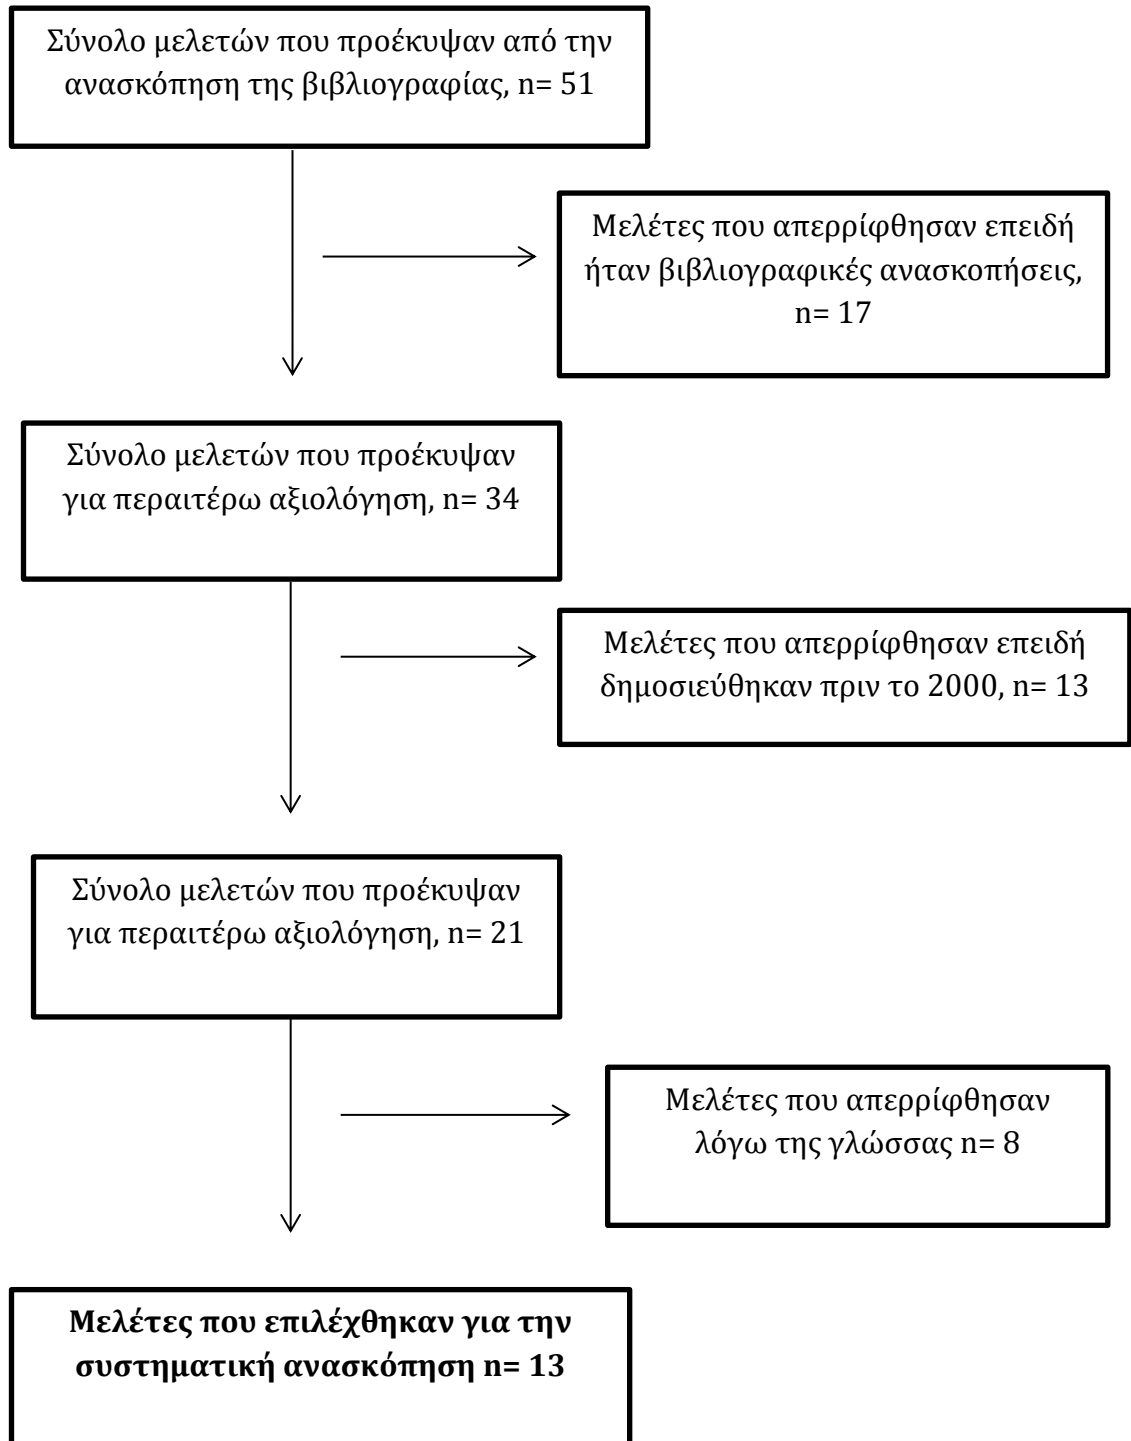 Σύνολο μελετών που προέκυψαν από την
ανασκόπηση της βιβλιογραφίας, n= 51
Μελέτες που απερρίφθησαν επειδή
ήταν βιβλιογραφικές ανασκοπήσεις,
n= 17
Σύνολο μελετών που προέκυψαν
για περαιτέρω αξιολόγηση, n= 34
Μελέτες που απερρίφθησαν επειδή
δημοσιεύθηκαν πριν το 2000, n= 13
Σύνολο μελετών που προέκυψαν
για περαιτέρω αξιολόγηση, n= 21
Μελέτες που απερρίφθησαν
λόγω της γλώσσας n= 8
Μελέτες που επιλέχθηκαν για την
συστηματική ανασκόπηση n= 13